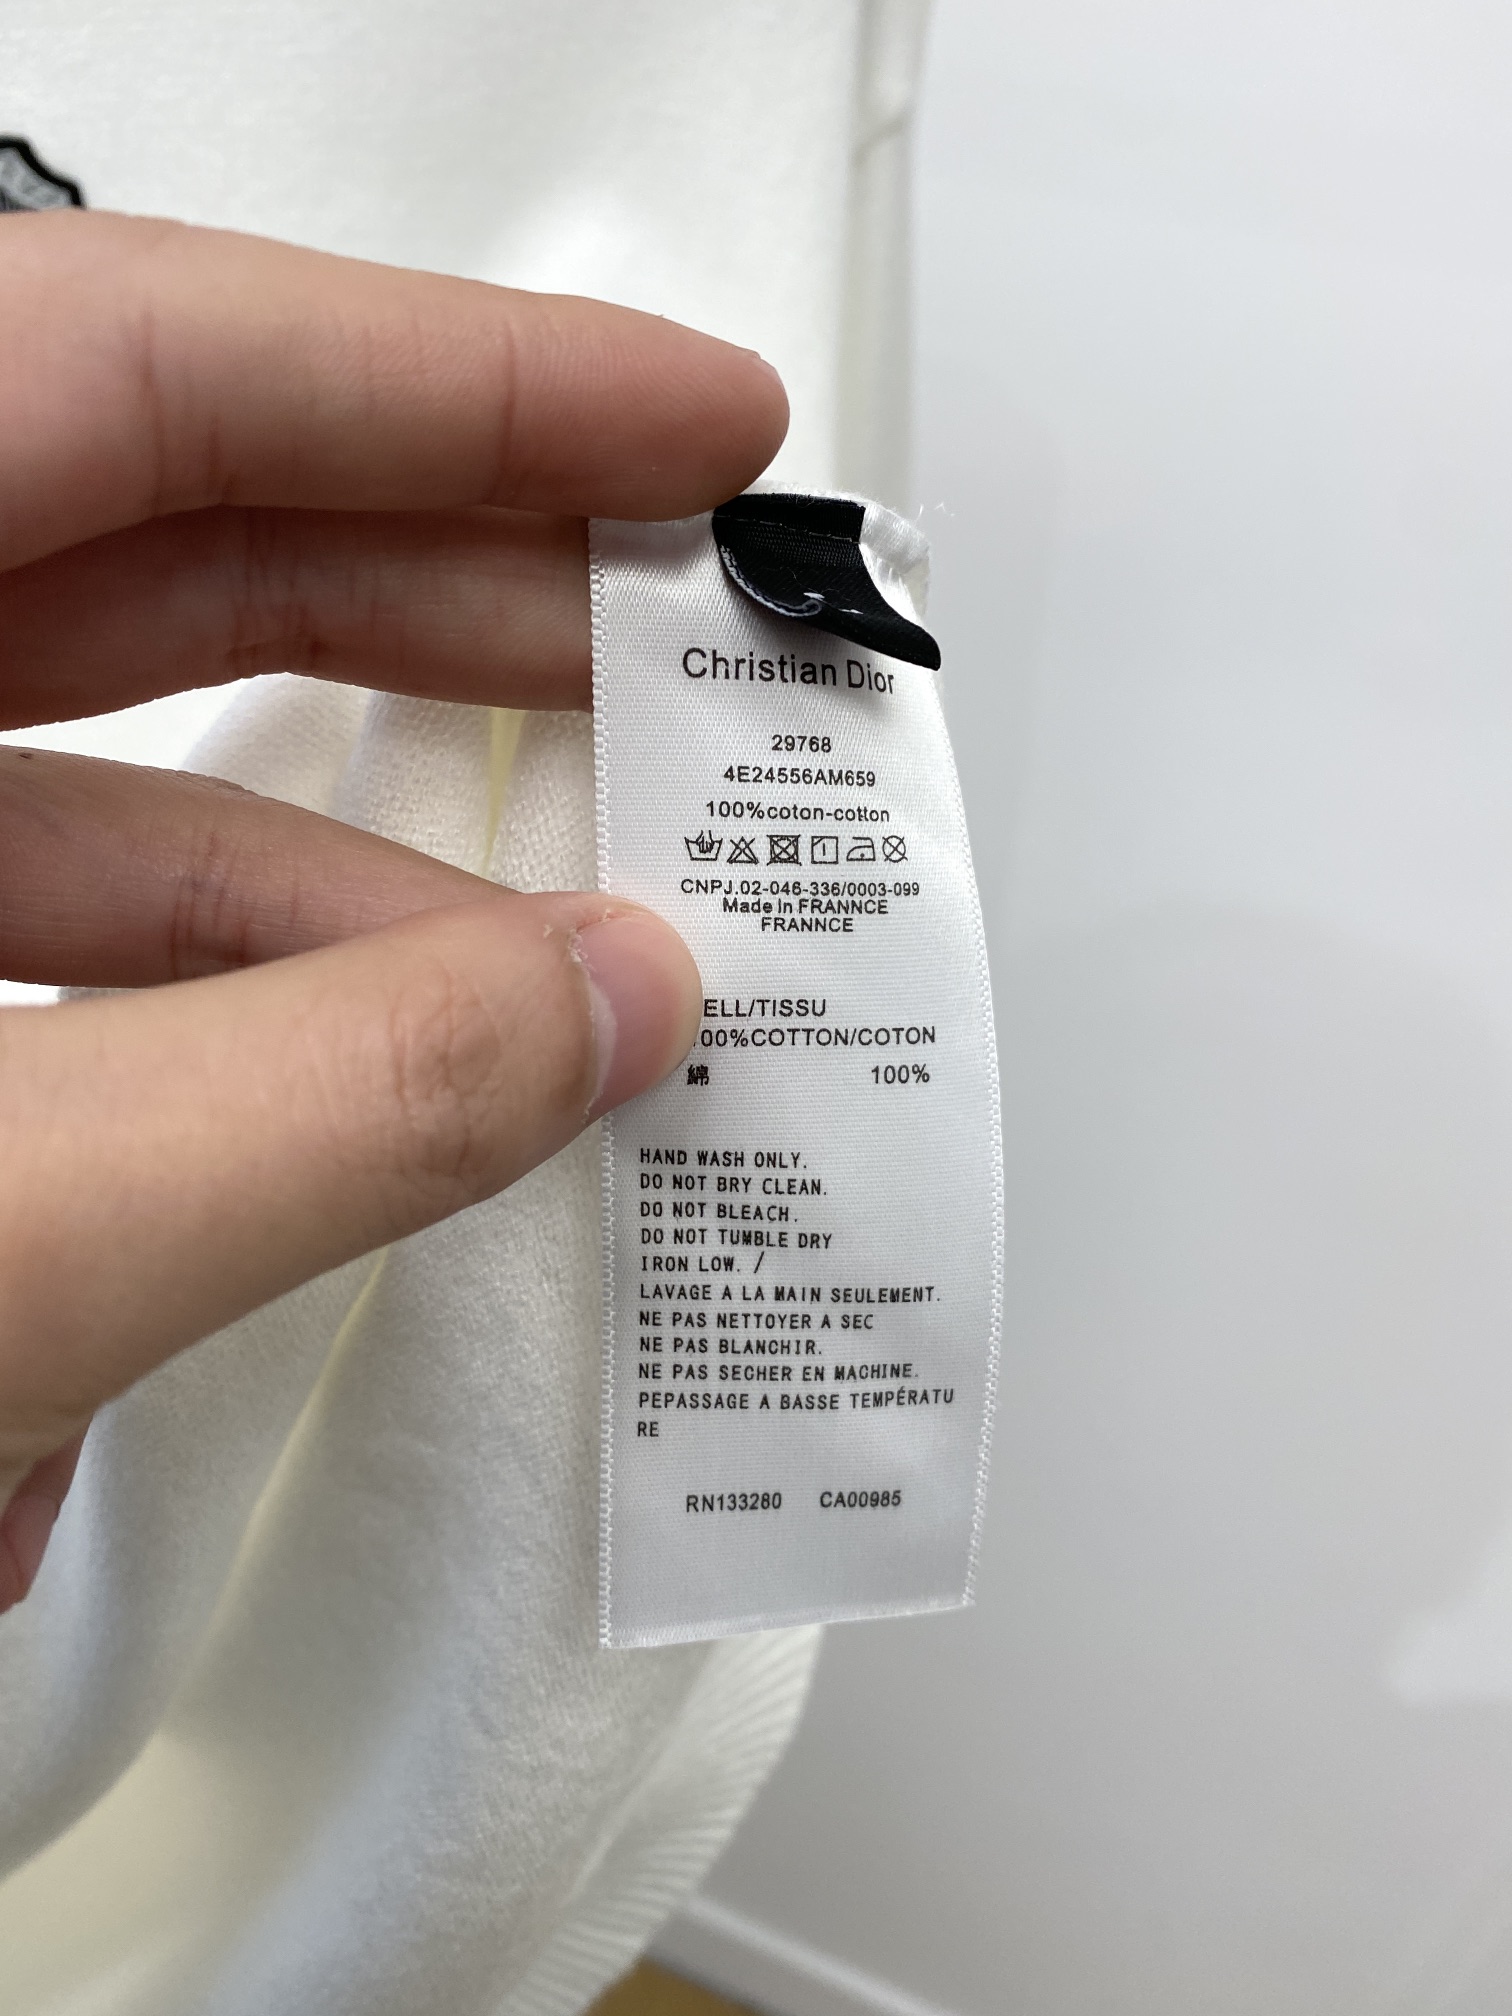 Christian Dior
29768
4E24556AM659
100%coton-cotton
CNPJ.02-046-336/0003-099
Made In FRANNCE
FRANNCE
ELL/TISSU
00%COTTON/COTON
綿 100%
HAND WASH ONLY.
DO NOT BRY CLEAN.
DO NOT BLEACH.
DO NOT TUMBLE DRY
IRON LOW. /
LAVAGE A LA MAIN SEULEMENT.
NE PAS NETTOYER A SEC
NE PAS BLANCHIR.
NE PAS SECHER EN MACHINE.
PEPASSAGE A BASSE TEMPÉRATU
RE
RN133280 CA00985